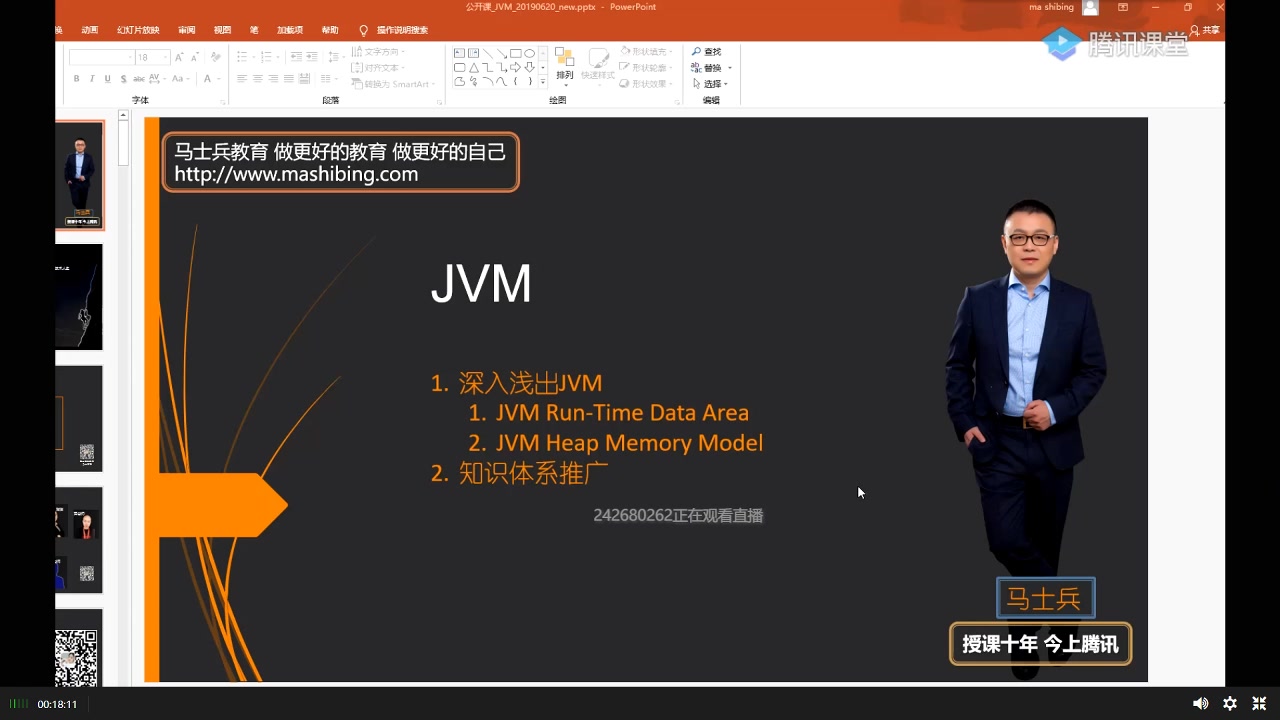 公开课_JVM_20190620_new.pptx - PowerPoint
ma shibing
换 动画 幻灯片放映 审阅 视图 笔 加载项 帮助 操作说明搜索
共享
腾讯课堂
18
文字方向
对齐文本
转换为 SmartArt
排列
快速样式
形状填充
形状轮廓
形状效果
查找
替换
选择
字体
段落
绘图
编辑
马士兵教育 做更好的教育 做更好的自己
http://www.mashibing.com
JVM
1. 深入浅出JVM
1. JVM Run-Time Data Area
2. JVM Heap Memory Model
2. 知识体系推广
242680262正在观看直播
马士兵
授课十年 今上腾讯
00:18:11